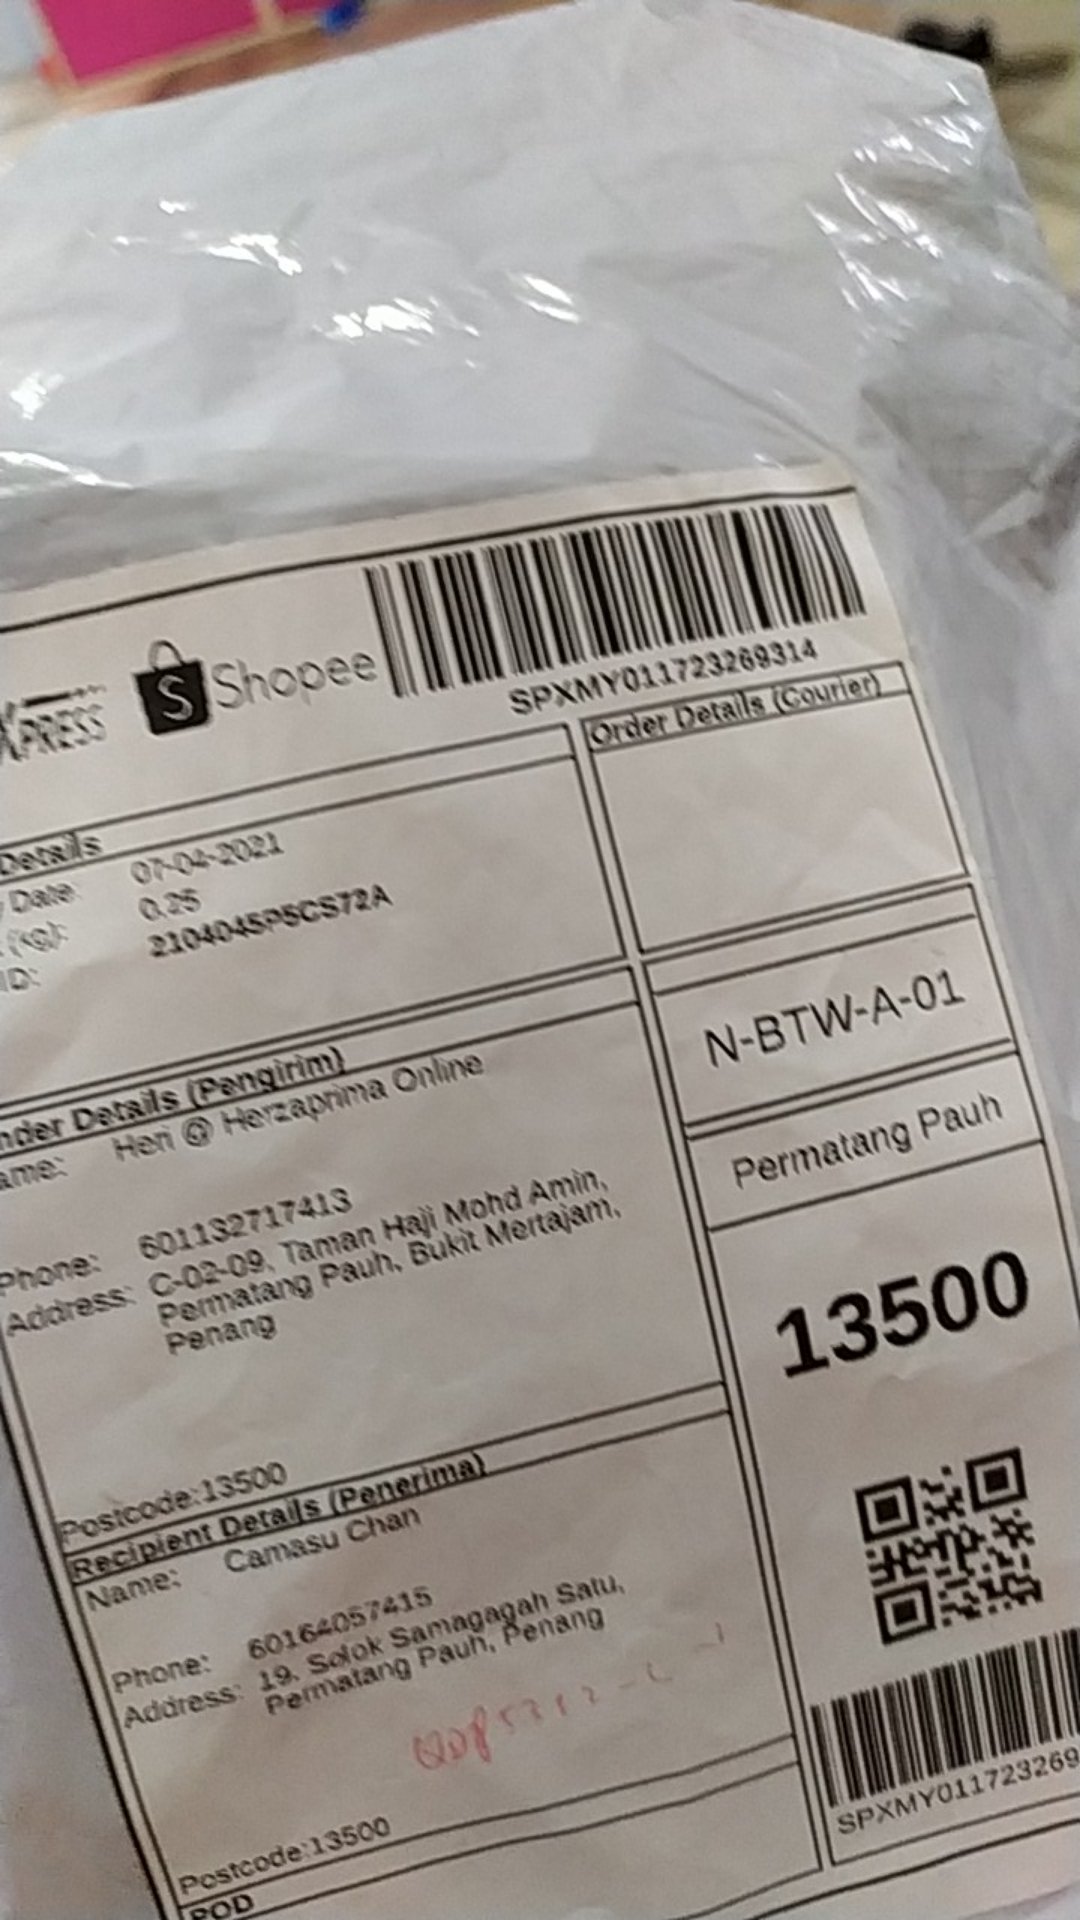 XPRESS
Shopee
SPXMY011723269314
Order Details (Courier)
Details
Date: 07-04-2021
(kg): 0.25
ID: 2104045P5CS72A
N-BTW-A-01
nder Details (Pengirim)
ame: Heri @ Herzaprima Online
Permatang Pauh
Phone: 601132717413
Address: C-02-09, Taman Haji Mohd Amin,
Permatang Pauh, Bukit Mertajam,
Penang
13500
Postcode:13500
Recipient Details (Penerima)
Name: Camasu Chan
Phone: 60164057415
Address: 19, Solok Samagagah Satu,
Permatang Pauh, Penang
SPXMY011723269
Postcode:13500
POD